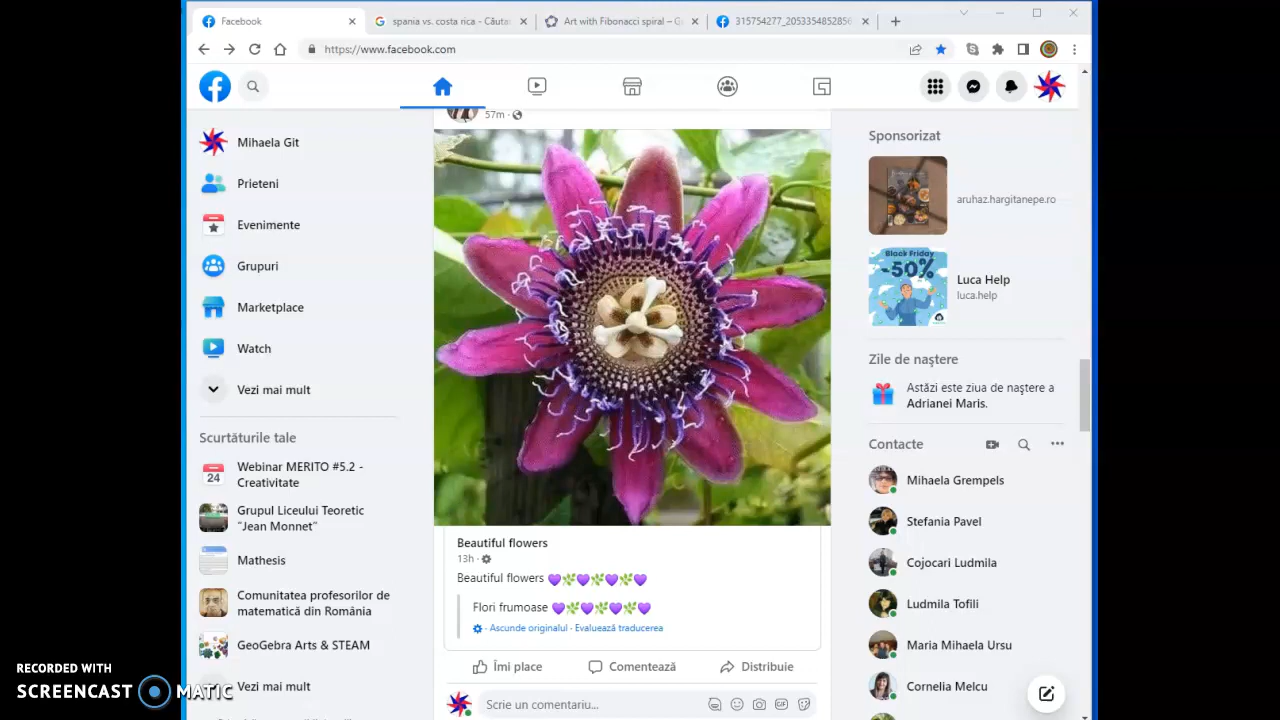 Facebook
spania vs. costa rica - Căuta
Art with Fibonacci spiral – G
315754277_2053354852856
https://www.facebook.com
57m
Mihaela Git
Prieteni
Evenimente
Grupuri
Marketplace
Watch
Vezi mai mult
Scurtăturile tale
24
Webinar MERITO #5.2 -
Creativitate
Grupul Liceului Teoretic
“Jean Monnet”
Mathesis
Comunitatea profesorilor de
matematică din România
GeoGebra Arts & STEAM
Vezi mai mult
Beautiful flowers
13h ·
Beautiful flowers 💜🌿💜🌿💜🌿💜
Flori frumoase 💜🌿💜🌿💜🌿💜
· Ascunde originalul · Evaluează traducerea
Îmi place
Comentează
Distribuie
Scrie un comentariu...
GIF
Sponsorizat
aruhaz.hargitanepe.ro
Black Friday
-50%
Luca Help
luca.help
Zile de naştere
Astăzi este ziua de naştere a
Adrianei Maris.
Contacte
Mihaela Grempels
Stefania Pavel
Cojocari Ludmila
Ludmila Tofili
Maria Mihaela Ursu
Cornelia Melcu
RECORDED WITH
SCREENCAST MATIC